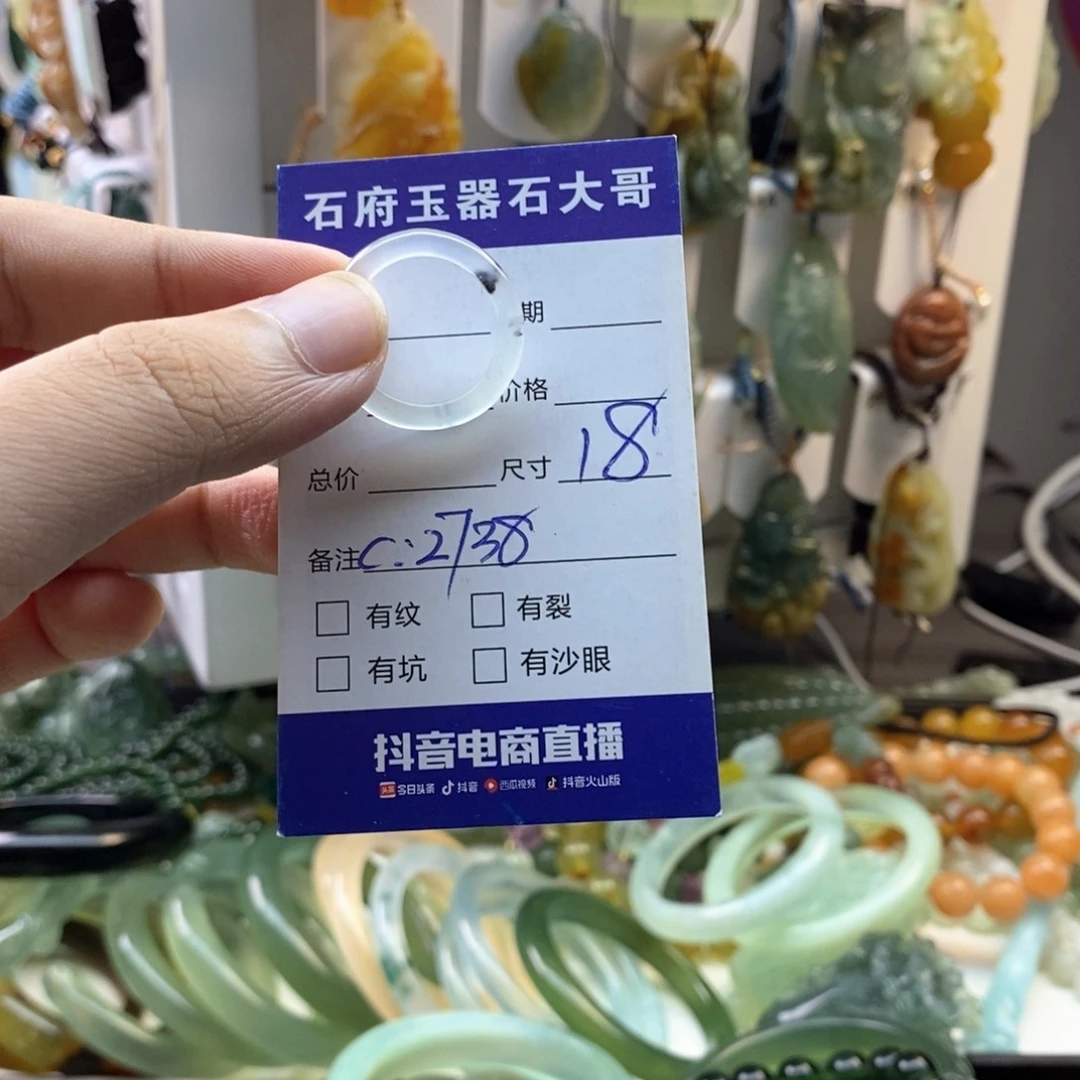 石府玉器石大哥
期
价格
总价 尺寸 18
备注 C:2738
有纹 有裂
有坑 有沙眼
抖音电商直播
头条 今日头条 抖音 西瓜视频 抖音火山版